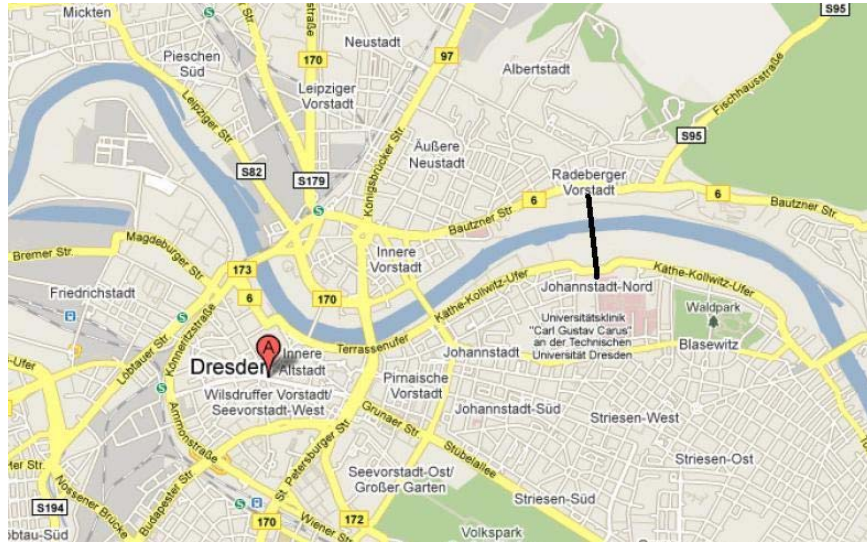 Mickten
S
S95
Neustadt
97
Pieschen
Süd
170
Albertstadt
Leipziger
Vorstadt
Leipziger Str.
Fischhausstraße
S95
Königsbrücker Str.
Äußere
Neustadt
S82
S179
Radeberger
Vorstadt
6
6
Bautzner Str
Bautzner Str.
S
Magdeburger Str.
Bremer Str.
173
Innere
Vorstadt
Käthe-Kollwitz-Ufer
Käthe-Kollwitz-Ufer
Friedrichstadt
6
170
Johannstadt-Nord
Waldpark
Könneritzstraße
Universitätsklinik
"Carl Gustav Carus"
an der Technischen
Universität Dresden
Terrassenufer
Blasewitz
Löbtauer Str.
A
Johannstadt
Dresden
Innere
Altstadt
S
Pirnaische
Vorstadt
Wilsdruffer Vorstadt/
Seevorstadt-West
Johannstadt-Süd
Striesen-West
Ammonstraße
Grunaer Str.
Petersburger Str.
Stübelallee
Striesen-Ost
Seevorstadt-Ost/
Großer Garten
Striesen-Süd
S194
Nossener Brücke
Budapester Str.
S
170
Wiener Str.
172
Volkspark